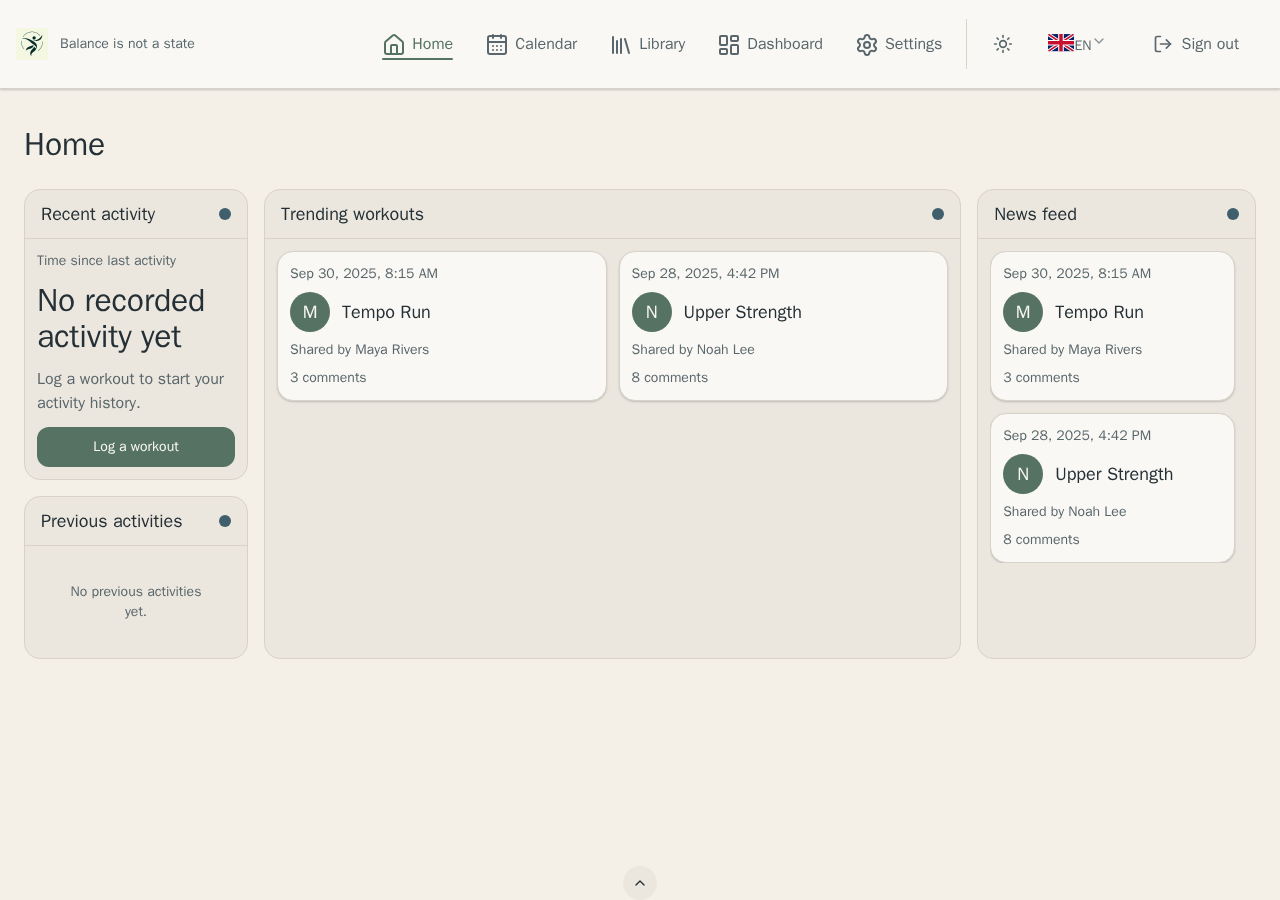 Balance is not a state
Home
Calendar
Library
Dashboard
Settings
EN
Sign out
Home
Recent activity
Time since last activity
No recorded
activity yet
Log a workout to start your
activity history.
Log a workout
Previous activities
No previous activities
yet.
Trending workouts
Sep 30, 2025, 8:15 AM
M
Tempo Run
Shared by Maya Rivers
3 comments
Sep 28, 2025, 4:42 PM
N
Upper Strength
Shared by Noah Lee
8 comments
News feed
Sep 30, 2025, 8:15 AM
M
Tempo Run
Shared by Maya Rivers
3 comments
Sep 28, 2025, 4:42 PM
N
Upper Strength
Shared by Noah Lee
8 comments